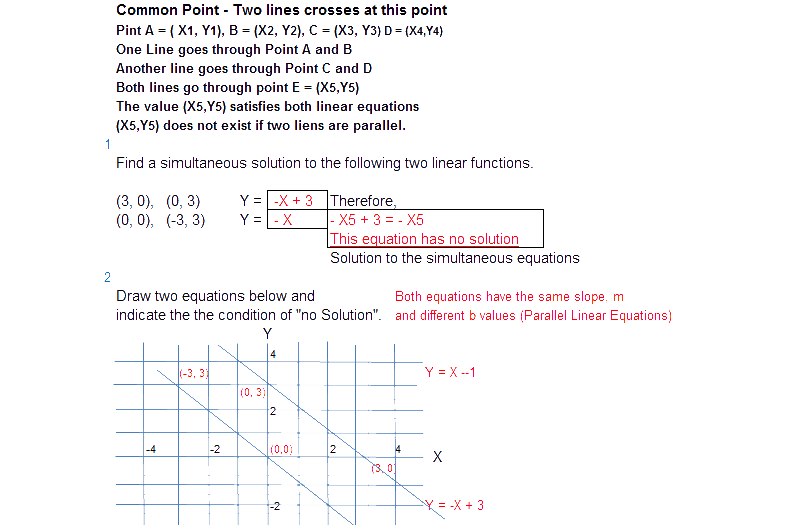 Common Point - Two lines crosses at this point
Pint A = ( X1, Y1), B = (X2, Y2), C = (X3, Y3) D = (X4,Y4)
One Line goes through Point A and B
Another line goes through Point C and D
Both lines go through point E = (X5,Y5)
The value (X5,Y5) satisfies both linear equations
(X5,Y5) does not exist if two liens are parallel.
1
Find a simultaneous solution to the following two linear functions.
(3, 0), (0, 3) Y = -X + 3 Therefore,
(0, 0), (-3, 3) Y = - X - X5 + 3 = - X5
This equation has no solution
Solution to the simultaneous equations
2
Draw two equations below and Both equations have the same slope, m
indicate the the condition of "no Solution". and different b values (Parallel Linear Equations)
Y
4
(-3, 3) Y = X --1
(0, 3)
2
-4 -2 (0,0) 2 4 X
(3, 0)
-2 Y = -X + 3